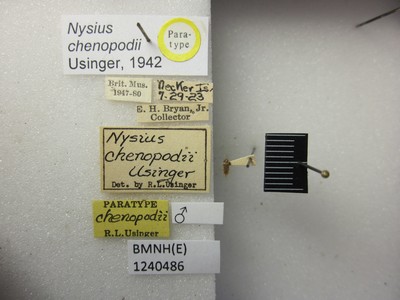 Nysius
chenopodii
Usinger, 1942
Para-
type
Brit. Mus.
1947-80
Necker Is.
7-29-23
E. H. Bryan, Jr.
Collector
Nysius
chenopodii
Usinger
Det. by R.L.Usinger
PARATYPE
chenopodii
R.L.Usinger
♂
BMNH(E)
1240486